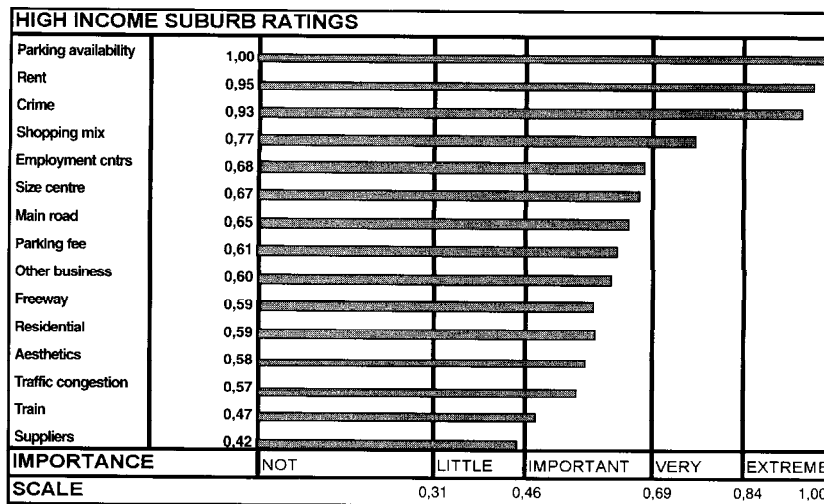 HIGH INCOME SUBURB RATINGS
Parking availability 1,00
Rent 0,95
Crime 0,93
Shopping mix 0,77
Employment cntrs 0,68
Size centre 0,67
Main road 0,65
Parking fee 0,61
Other business 0,60
Freeway 0,59
Residential 0,59
Aesthetics 0,58
Traffic congestion 0,57
Train 0,47
Suppliers 0,42
IMPORTANCE NOT LITTLE IMPORTANT VERY EXTREME
SCALE 0,31 0,46 0,69 0,84 1,00